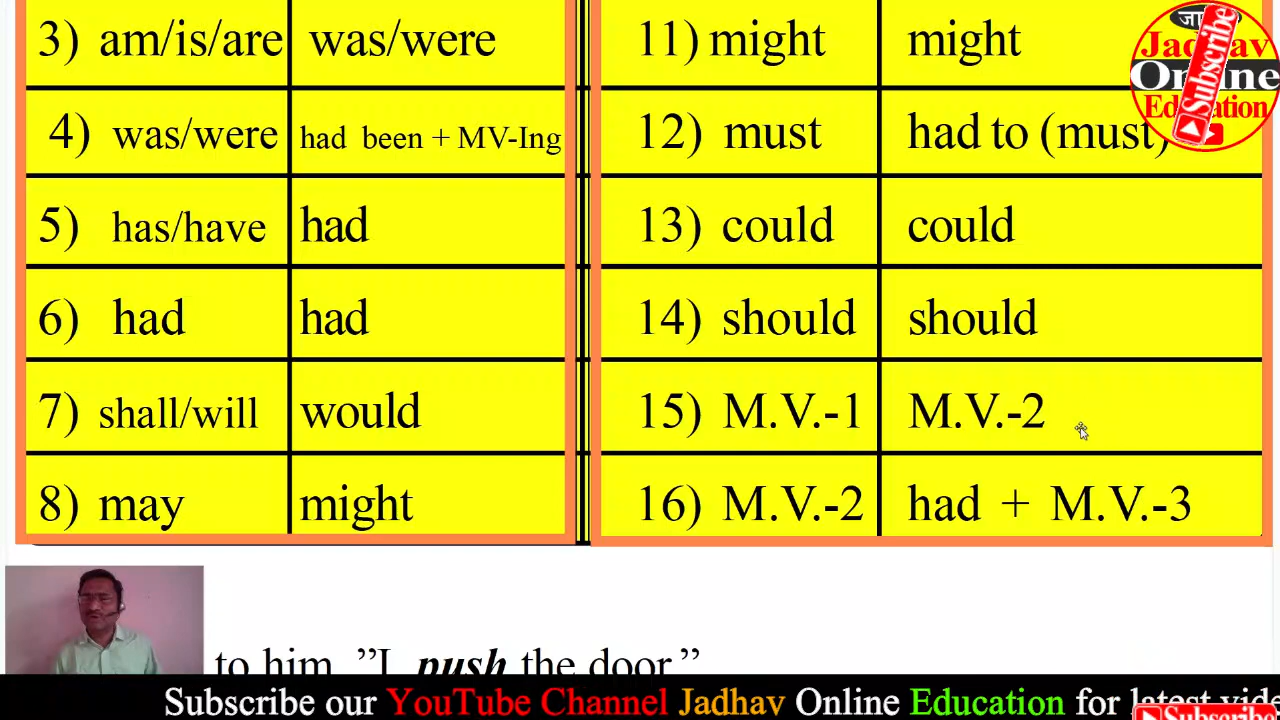 3) am/is/are was/were
4) was/were had been + MV-Ing
5) has/have had
6) had had
7) shall/will would
8) may might
11) might might
12) must had to (must)
13) could could
14) should should
15) M.V.-1 M.V.-2
16) M.V.-2 had + M.V.-3
Jadhav
Online
Education
Subscribe
to him, ”I push the door.”
Subscribe our YouTube Channel Jadhav Online Education for latest
Subscribe